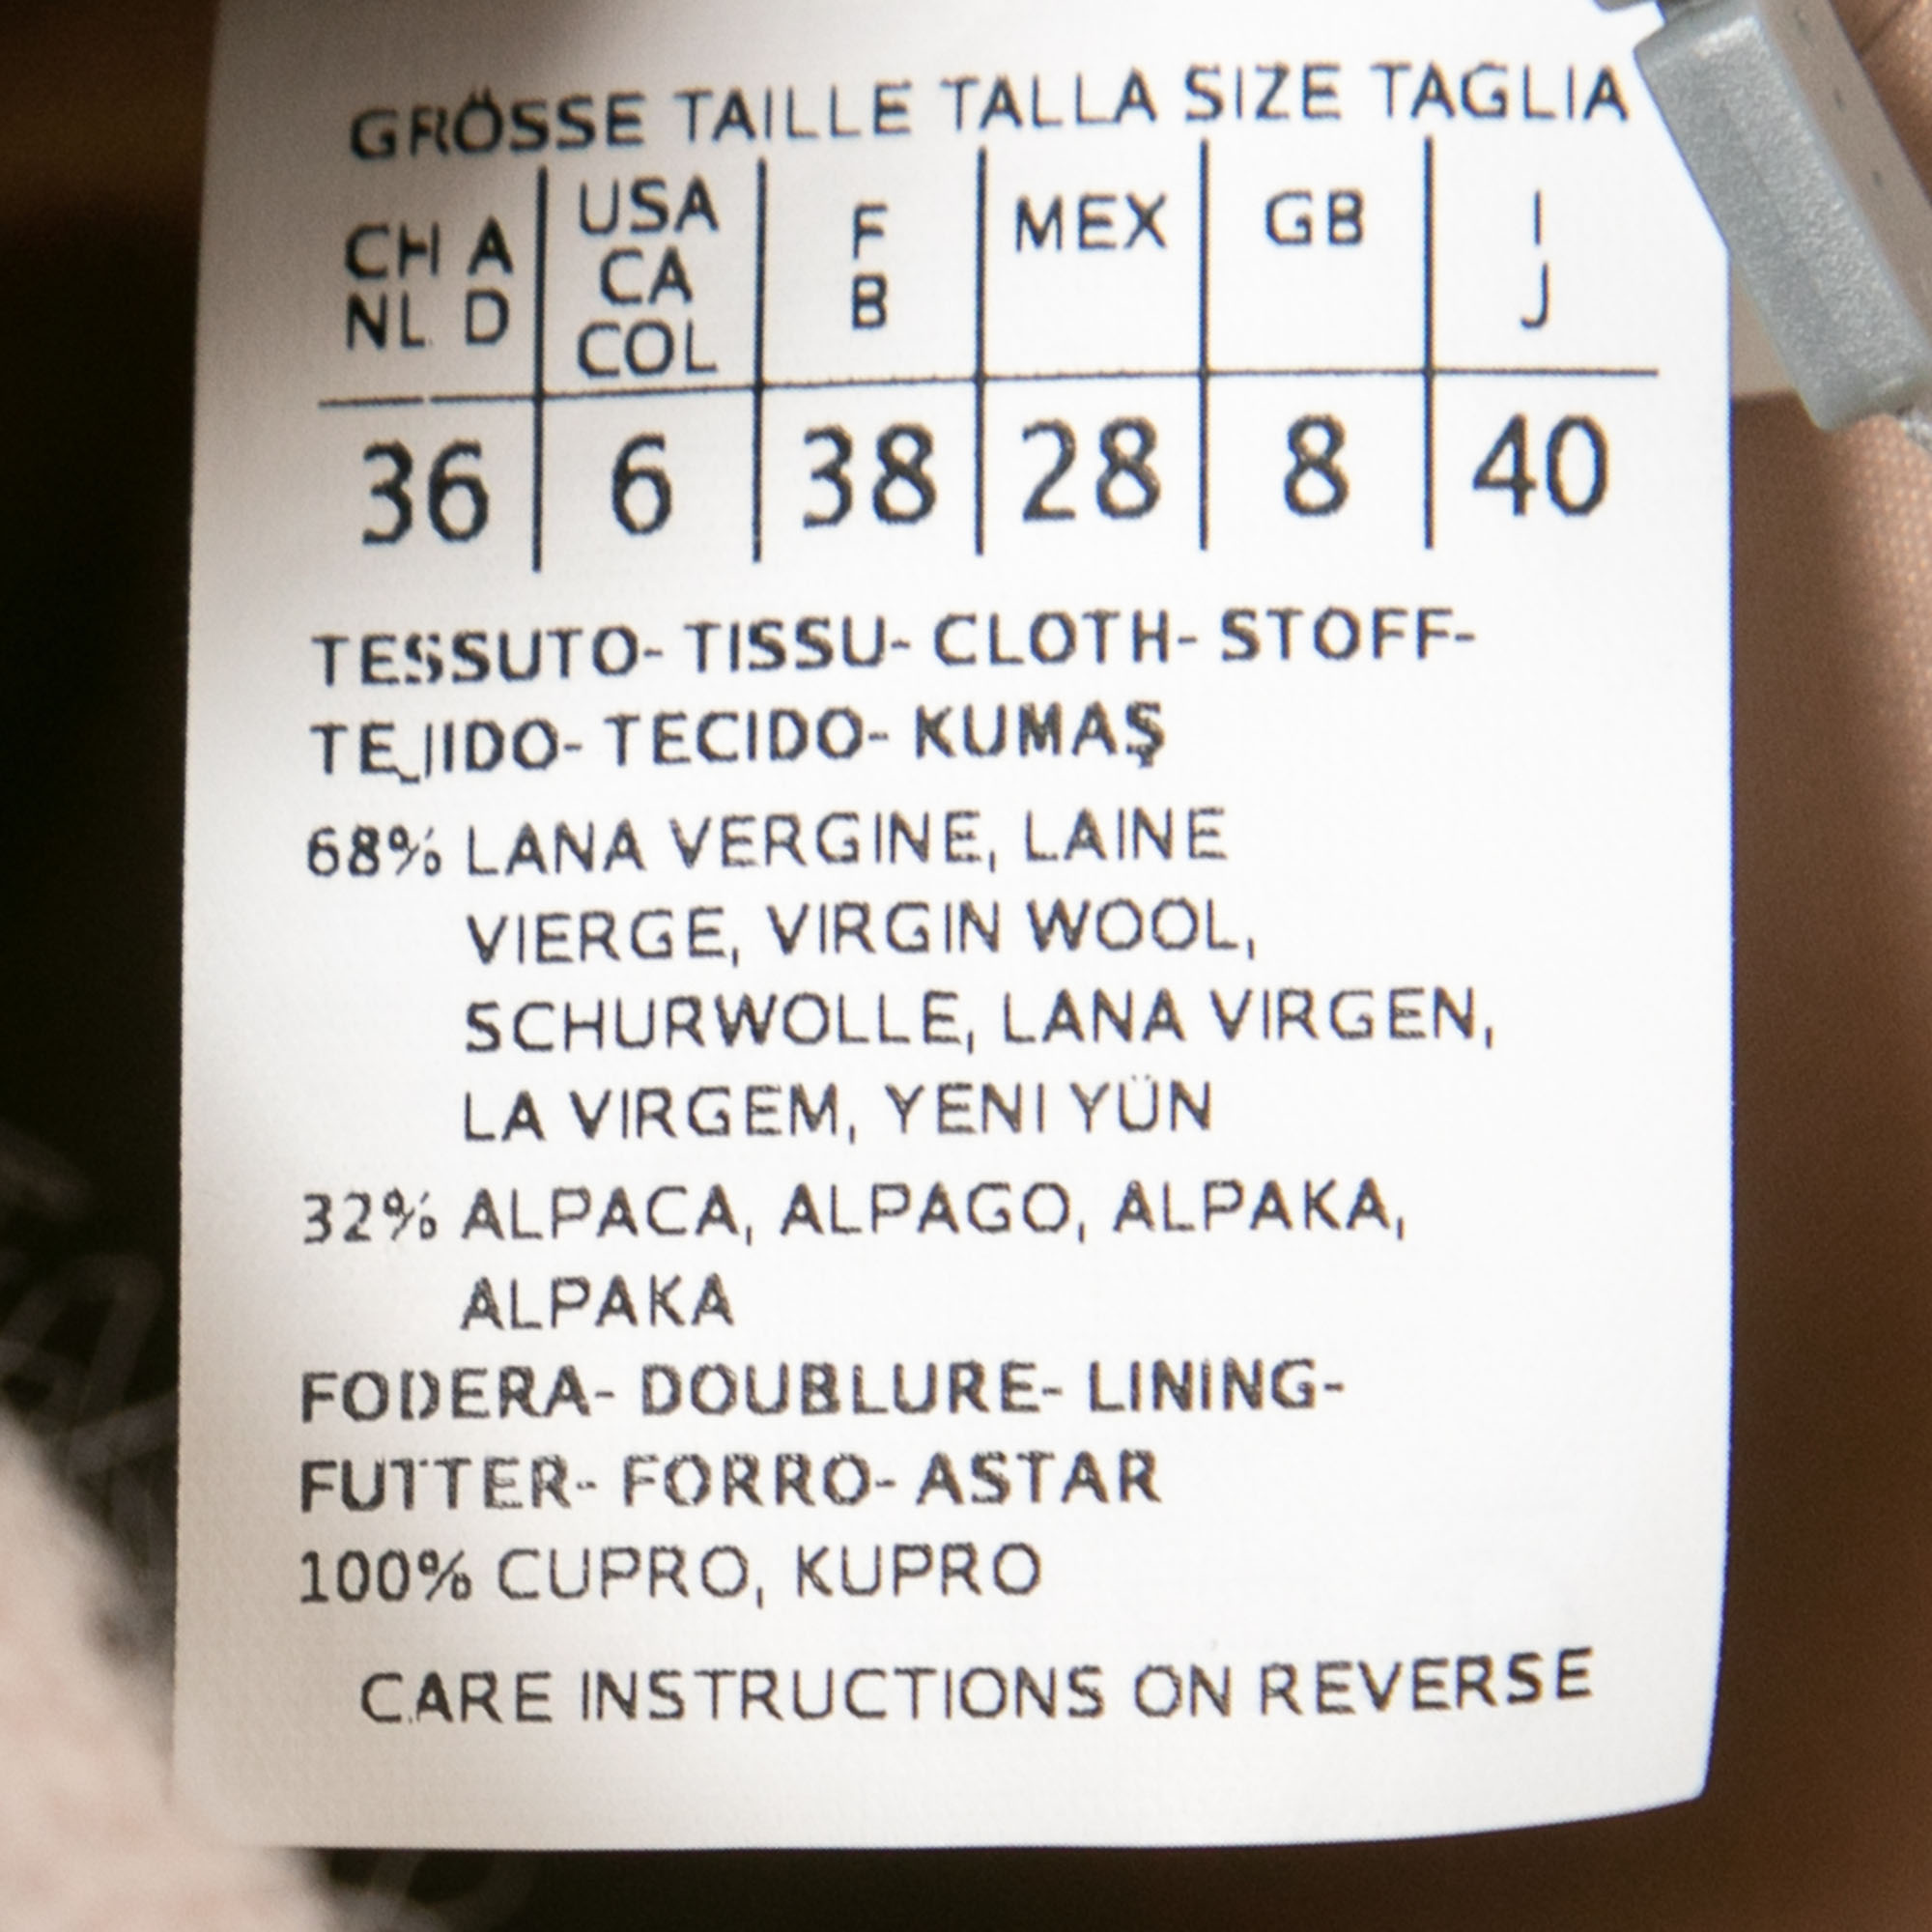 GRÖSSE TAILLE TALLA SIZE TAGLIA
CH A
NL D
USA
CA
COL
F
B
MEX
GB
I
J
36 6 38 28 8 40
TESSUTO- TISSU- CLOTH- STOFF-
TEJIDO- TECIDO- KUMAŞ
68% LANA VERGINE, LAINE
VIERGE, VIRGIN WOOL,
SCHURWOLLE, LANA VIRGEN,
LA VIRGEM, YENI YÜN
32% ALPACA, ALPAGO, ALPAKA,
ALPAKA
FODERA- DOUBLURE- LINING-
FUTTER- FORRO- ASTAR
100% CUPRO, KUPRO
CARE INSTRUCTIONS ON REVERSE